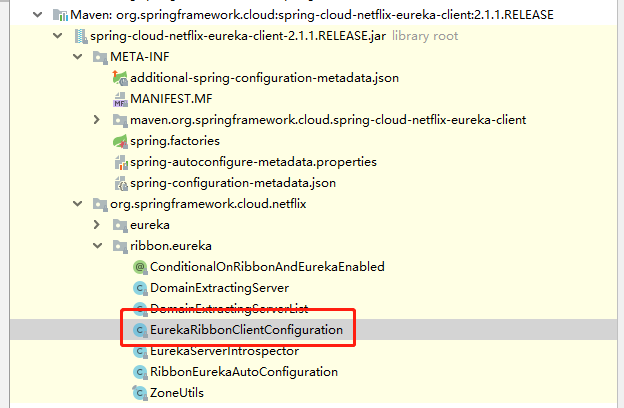 Maven: org.springframework.cloud:spring-cloud-netflix-eureka-client:2.1.1.RELEASE
spring-cloud-netflix-eureka-client-2.1.1.RELEASE.jar library root
META-INF
additional-spring-configuration-metadata.json
MF MANIFEST.MF
maven.org.springframework.cloud.spring-cloud-netflix-eureka-client
spring.factories
spring-autoconfigure-metadata.properties
spring-configuration-metadata.json
org.springframework.cloud.netflix
eureka
ribbon.eureka
@ ConditionalOnRibbonAndEurekaEnabled
C DomainExtractingServer
C DomainExtractingServerList
C EurekaRibbonClientConfiguration
C EurekaServerIntrospector
C RibbonEurekaAutoConfiguration
C ZoneUtils